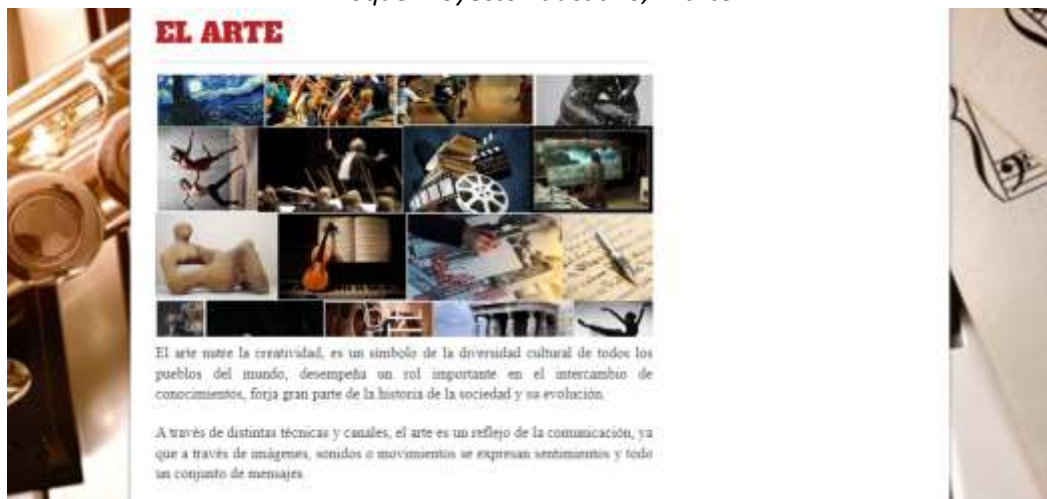 EL ARTE
El arte nutre la creatividad, es un símbolo de la diversidad cultural de todos los
pueblos del mundo, desempeña un rol importante en el intercambio de
conocimientos, forja gran parte de la historia de la sociedad y su evolución.
A través de distintas técnicas y canales, el arte es un reflejo de la comunicación, ya
que a través de imágenes, sonidos o movimientos se expresan sentimientos y todo
un conjunto de mensajes.